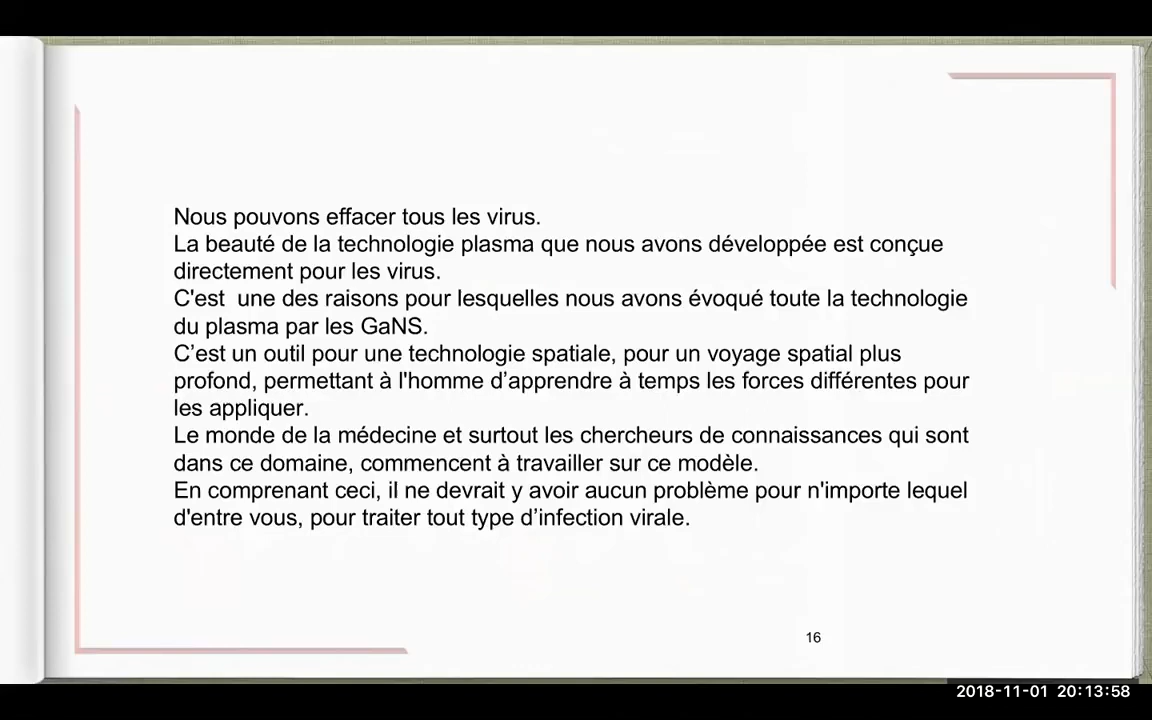 Nous pouvons effacer tous les virus.
La beauté de la technologie plasma que nous avons développée est conçue
directement pour les virus.
C'est  une des raisons pour lesquelles nous avons évoqué toute la technologie
du plasma par les GaNS.
C’est un outil pour une technologie spatiale, pour un voyage spatial plus
profond, permettant à l'homme d’apprendre à temps les forces différentes pour
les appliquer.
Le monde de la médecine et surtout les chercheurs de connaissances qui sont
dans ce domaine, commencent à travailler sur ce modèle.
En comprenant ceci, il ne devrait y avoir aucun problème pour n'importe lequel
d'entre vous, pour traiter tout type d’infection virale.
16
2018-11-01 20:13:58